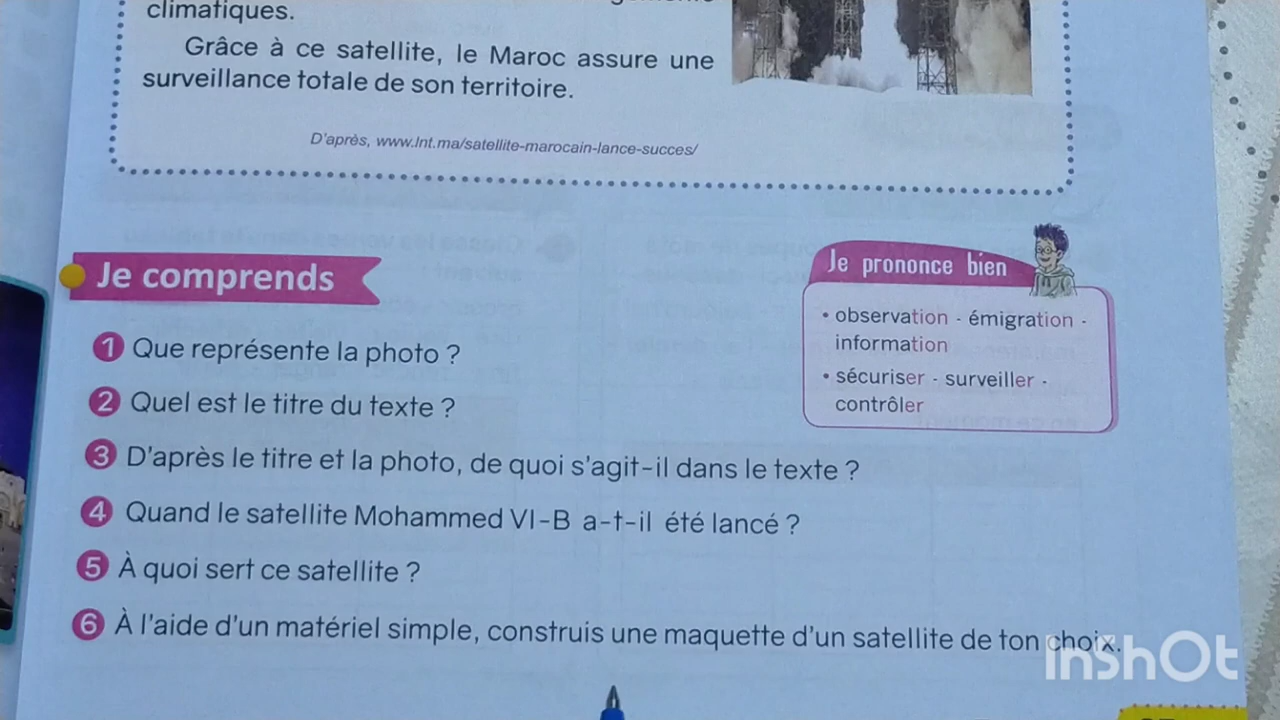 climatiques.
Grâce à ce satellite, le Maroc assure une
surveillance totale de son territoire.
D'après, www.lnt.ma/satellite-marocain-lance-succes/
Je comprends
1 Que représente la photo ?
2 Quel est le titre du texte ?
3 D'après le titre et la photo, de quoi s'agit-il dans le texte ?
4 Quand le satellite Mohammed VI-B a-t-il été lancé ?
5 À quoi sert ce satellite ?
6 À l'aide d'un matériel simple, construis une maquette d'un satellite de ton choix.
Je prononce bien
• observation - émigration -
information
• sécuriser - surveiller -
contrôler
InShOt